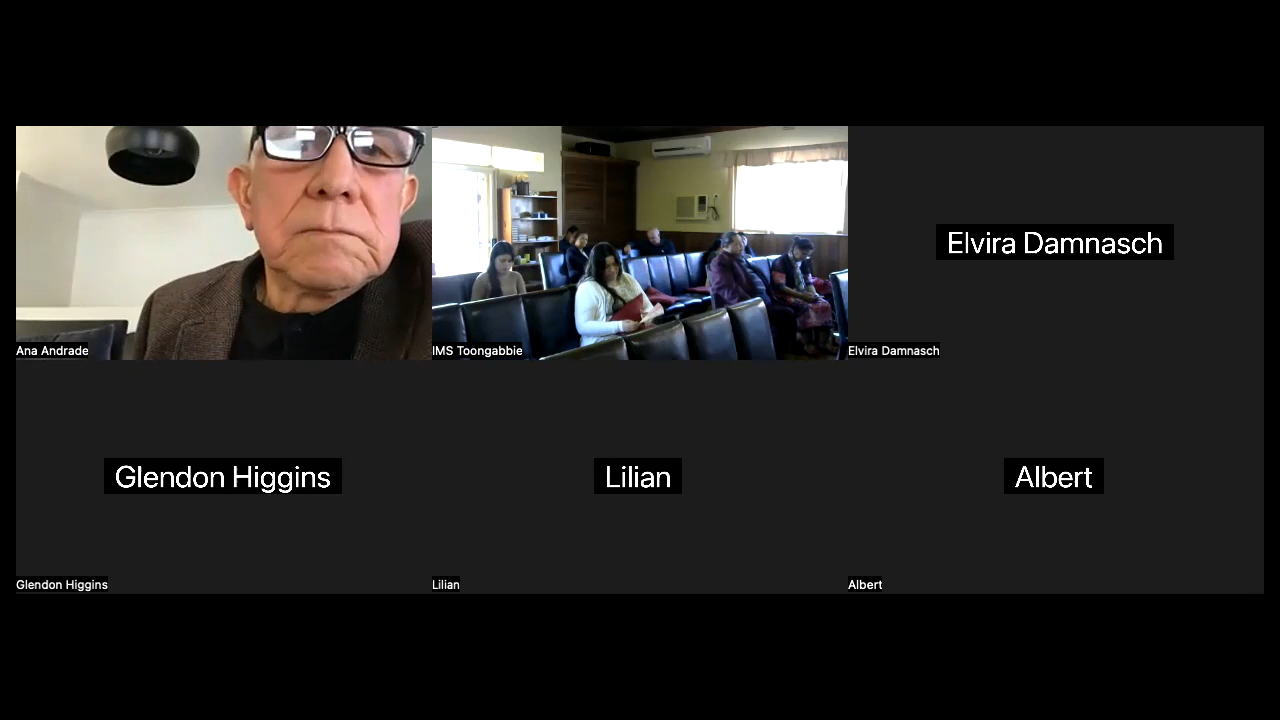 Elvira Damnasch
Ana Andrade
IMS Toongabbie
Elvira Damnasch
Glendon Higgins
Lilian
Albert
Glendon Higgins
Lilian
Albert